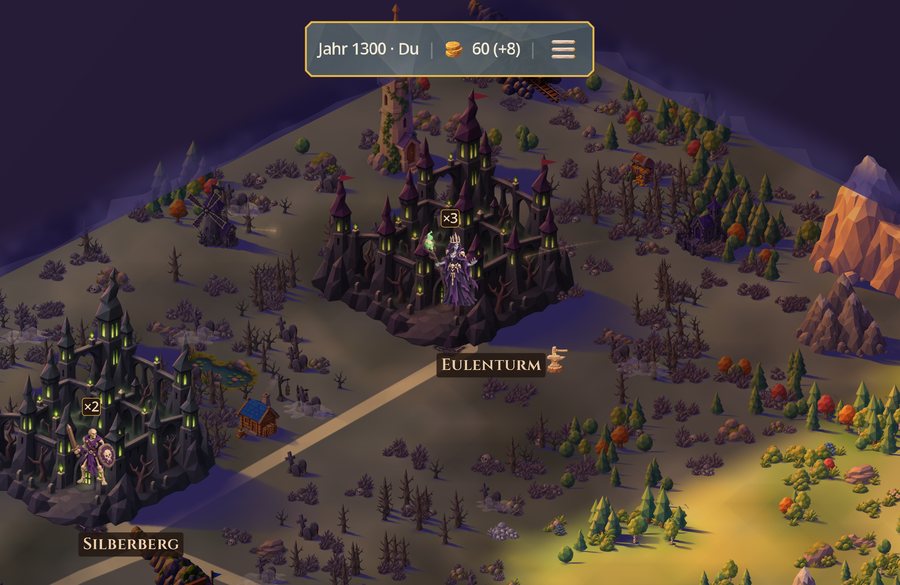 Jahr 1300 · Du | 60 (+8) |
×3
Eulenturm
×2
Silberberg